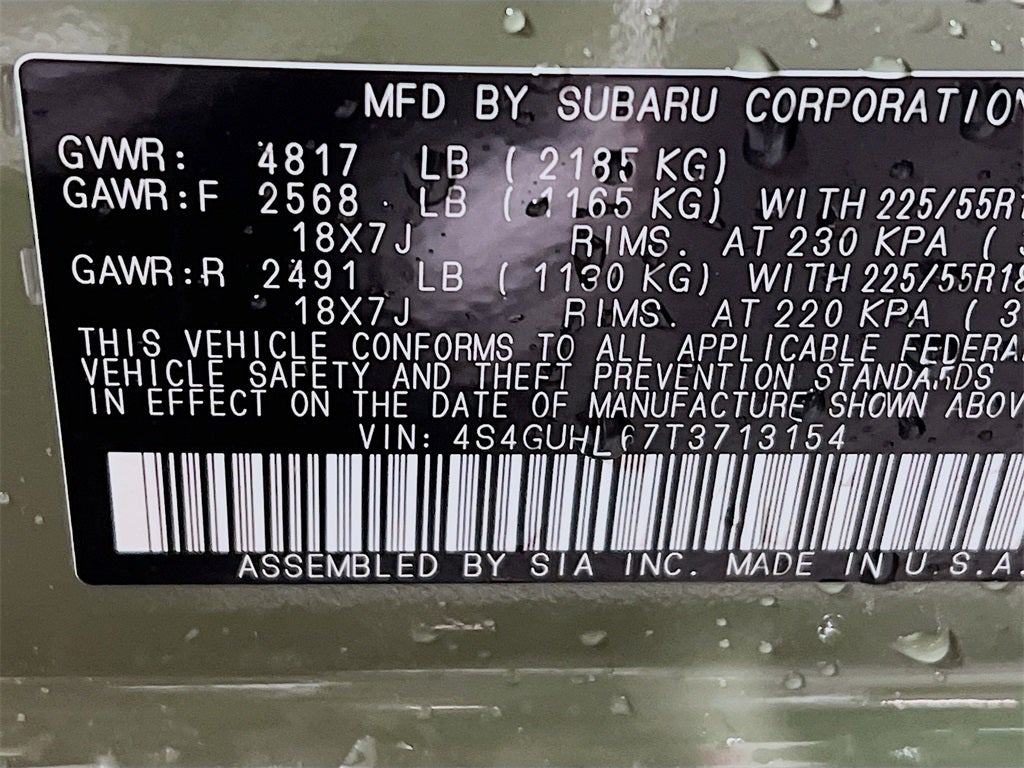 MFD BY SUBARU CORPORATION
GVWR: 4817 LB (2185 KG)
GAWR:F 2568 LB (1165 KG) WITH 225/55R1
18X7J RIMS. AT 230 KPA (
GAWR:R 2491 LB (1130 KG) WITH 225/55R18
18X7J RIMS. AT 220 KPA (3
THIS VEHICLE CONFORMS TO ALL APPLICABLE FEDERA
VEHICLE SAFETY AND THEFT PREVENTION STANDARDS
IN EFFECT ON THE DATE OF MANUFACTURE SHOWN ABOV
VIN: 4S4GUHL67T3713154
ASSEMBLED BY SIA INC. MADE IN U.S.A.